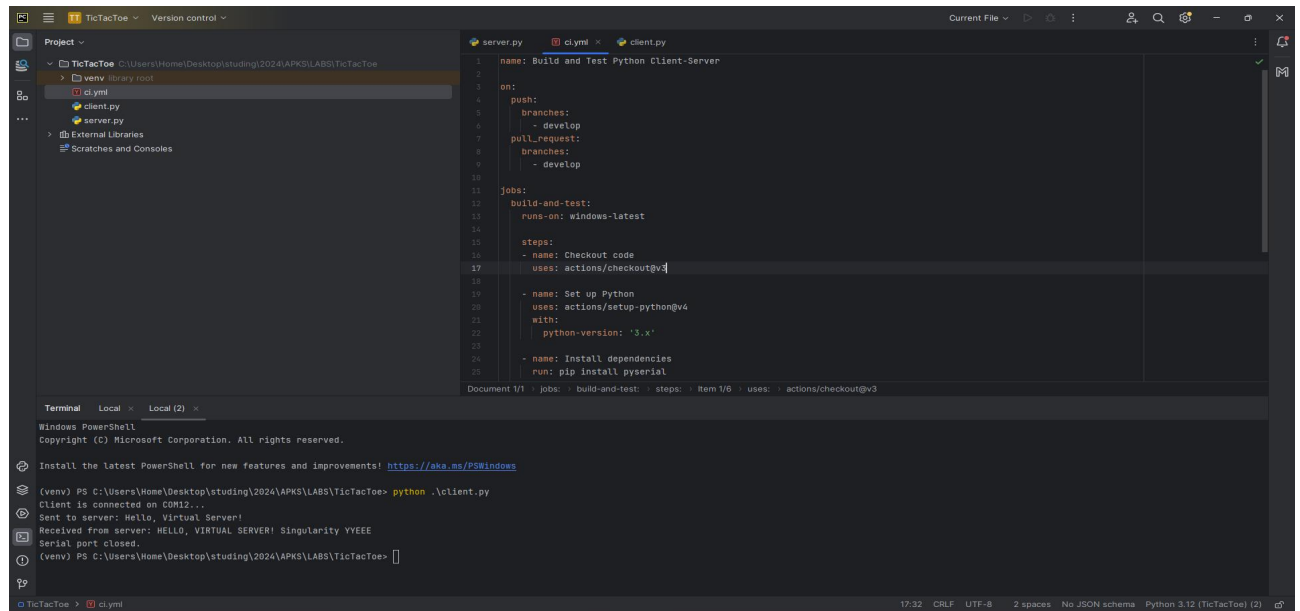 PC TT TicTacToe Version control Current File
Project
TicTacToe C:\Users\Home\Desktop\studing\2024\APKS\LABS\TicTacToe
venv library root
ci.yml
client.py
server.py
External Libraries
Scratches and Consoles
server.py ci.yml client.py
1 name: Build and Test Python Client-Server
2
3 on:
4 push:
5 branches:
6 - develop
7 pull_request:
8 branches:
9 - develop
10
11 jobs:
12 build-and-test:
13 runs-on: windows-latest
14
15 steps:
16 - name: Checkout code
17 uses: actions/checkout@v3
18
19 - name: Set up Python
20 uses: actions/setup-python@v4
21 with:
22 python-version: '3.x'
23
24 - name: Install dependencies
25 run: pip install pyserial
Document 1/1 › jobs: › build-and-test: › steps: › Item 1/6 › uses: › actions/checkout@v3
Terminal Local × Local (2) ×
Windows PowerShell
Copyright (C) Microsoft Corporation. All rights reserved.
Install the latest PowerShell for new features and improvements! https://aka.ms/PSWindows
(venv) PS C:\Users\Home\Desktop\studing\2024\APKS\LABS\TicTacToe> python .\client.py
Client is connected on COM12...
Sent to server: Hello, Virtual Server!
Received from server: HELLO, VIRTUAL SERVER! Singularity YYEEE
Serial port closed.
(venv) PS C:\Users\Home\Desktop\studing\2024\APKS\LABS\TicTacToe>
TicTacToe › ci.yml 17:32 CRLF UTF-8 2 spaces No JSON schema Python 3.12 (TicTacToe) (2)